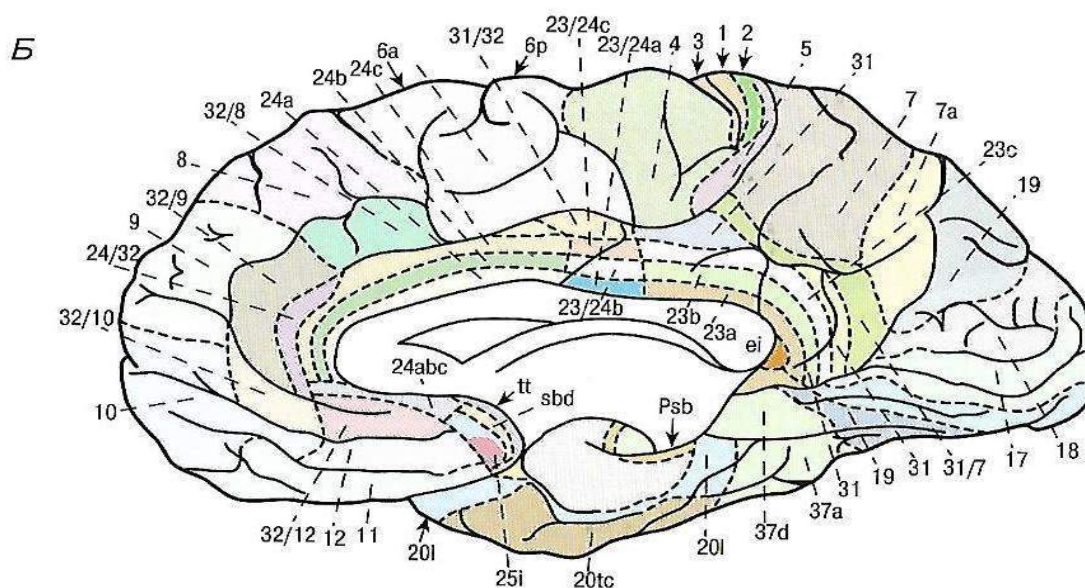 Б
23/24c
31/32
6p
23/24a
4
3
1
2
5
31
7
7a
23c
19
6a
24c
24b
24a
32/8
8
32/9
9
24/32
32/10
10
23/24b
23b
23a
ei
24abc
tt
sbd
Psb
32/12
12
11
20l
25i
20tc
20l
37d
37a
31
19
31
31/7
17
18